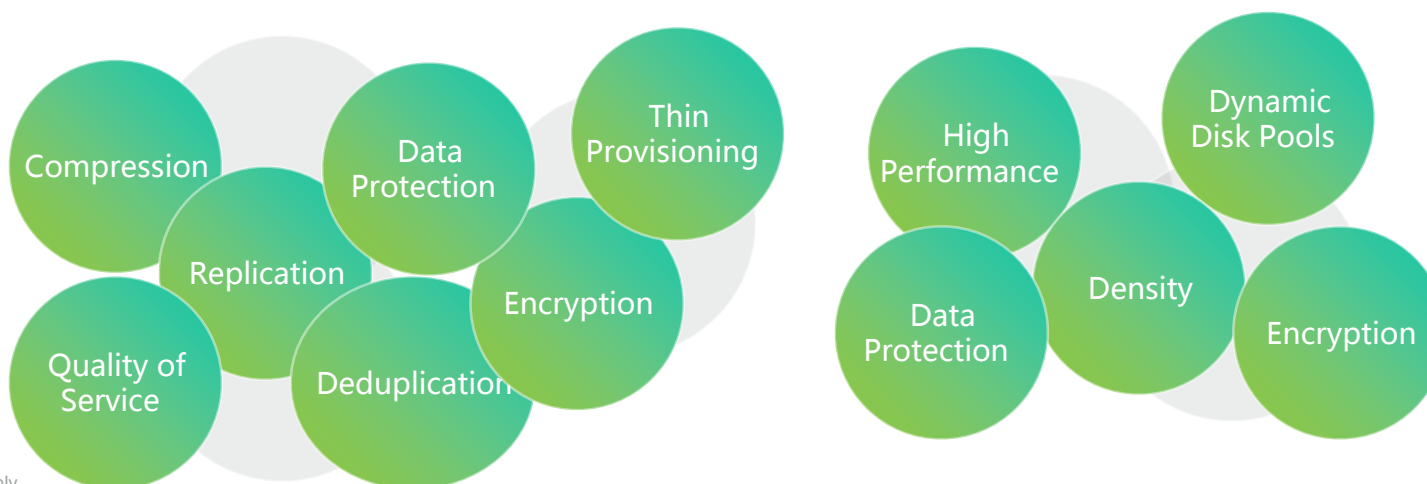 Compression
Data
Protection
Thin
Provisioning
Replication
Encryption
Quality of
Service
Deduplication
High
Performance
Dynamic
Disk Pools
Data
Protection
Density
Encryption